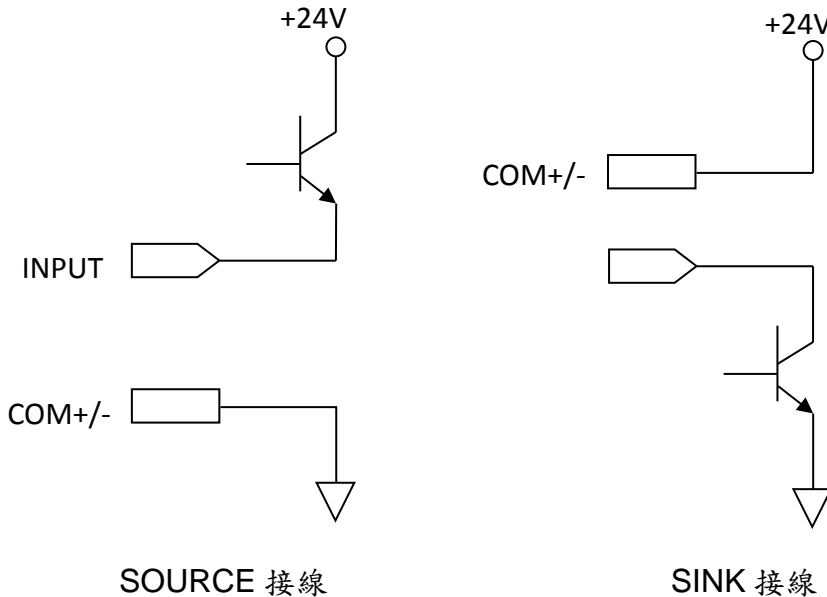 +24V
INPUT
COM+/-
SOURCE 接線
+24V
COM+/-
SINK 接線